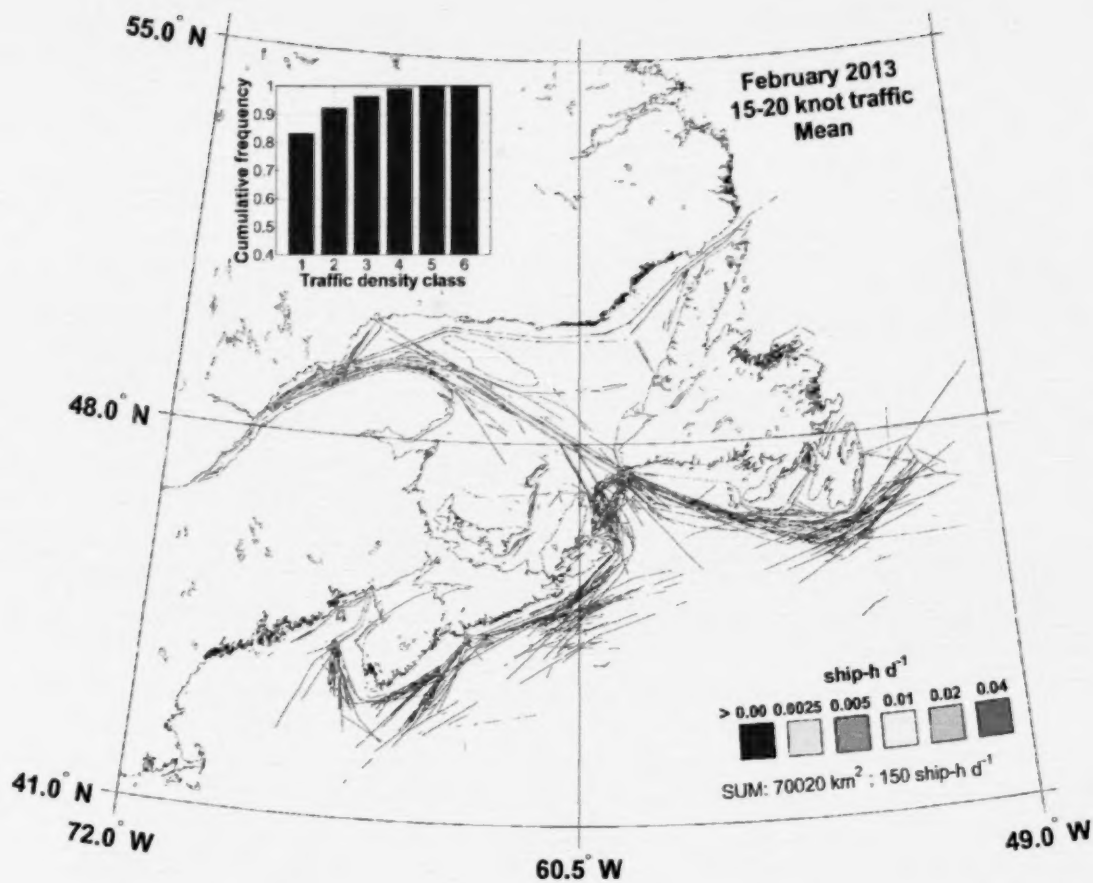 55.0° N
February 2013
15-20 knot traffic
Mean
Cumulative frequency
1
0.9
0.8
0.7
0.6
0.5
0.4
1 2 3 4 5 6
Traffic density class
48.0° N
ship-h d⁻¹
> 0.00 0.0025 0.005 0.01 0.02 0.04
SUM: 70020 km² ; 150 ship-h d⁻¹
41.0° N
72.0° W
60.5° W
49.0° W